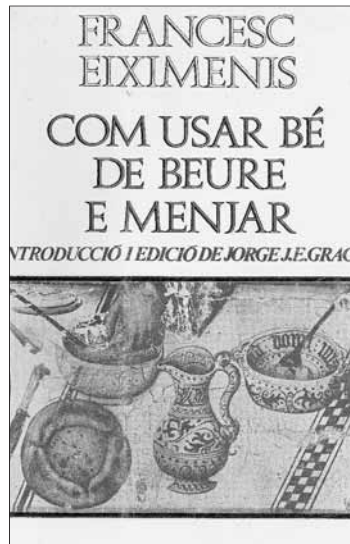 FRANCESC
EIXIMENIS
COM USAR BÉ
DE BEURE
E MENJAR
NTRODUCCIÓ I EDICIÓ DE JORGE J.E.GRAC